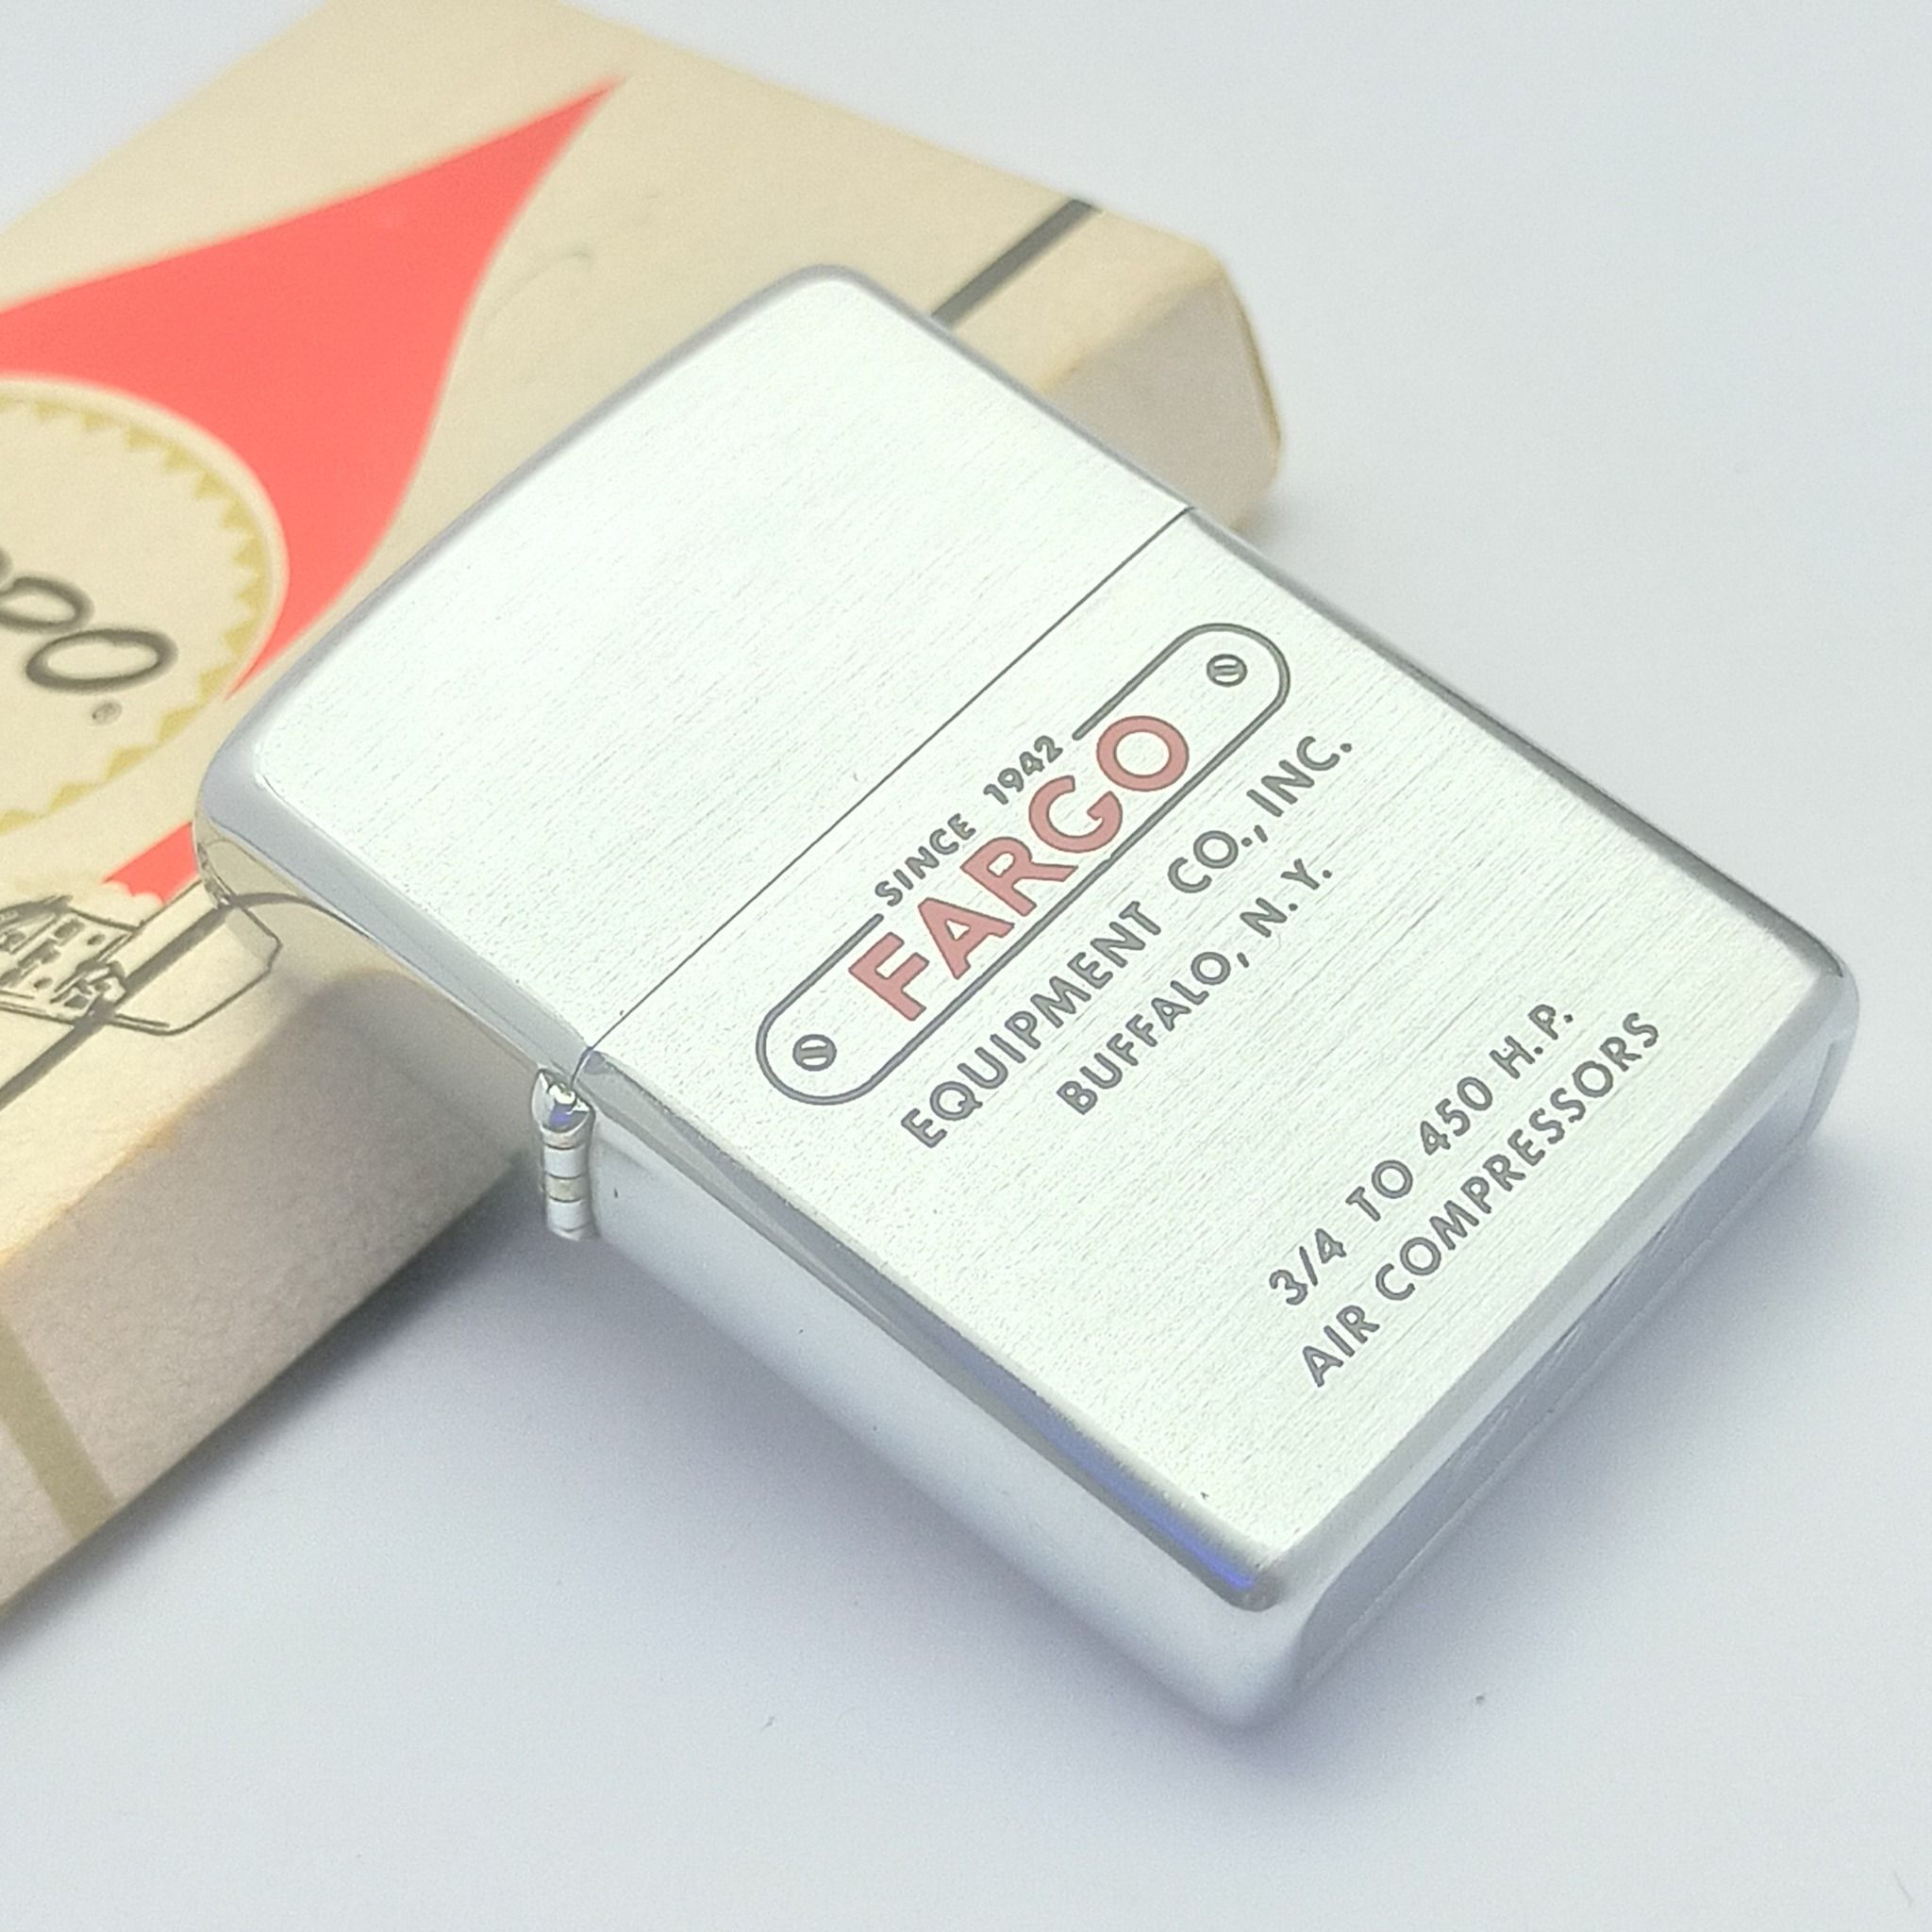 SINCE 1942
FARGO
EQUIPMENT CO., INC.
BUFFALO, N.Y.
3/4 TO 450 H.P.
AIR COMPRESSORS